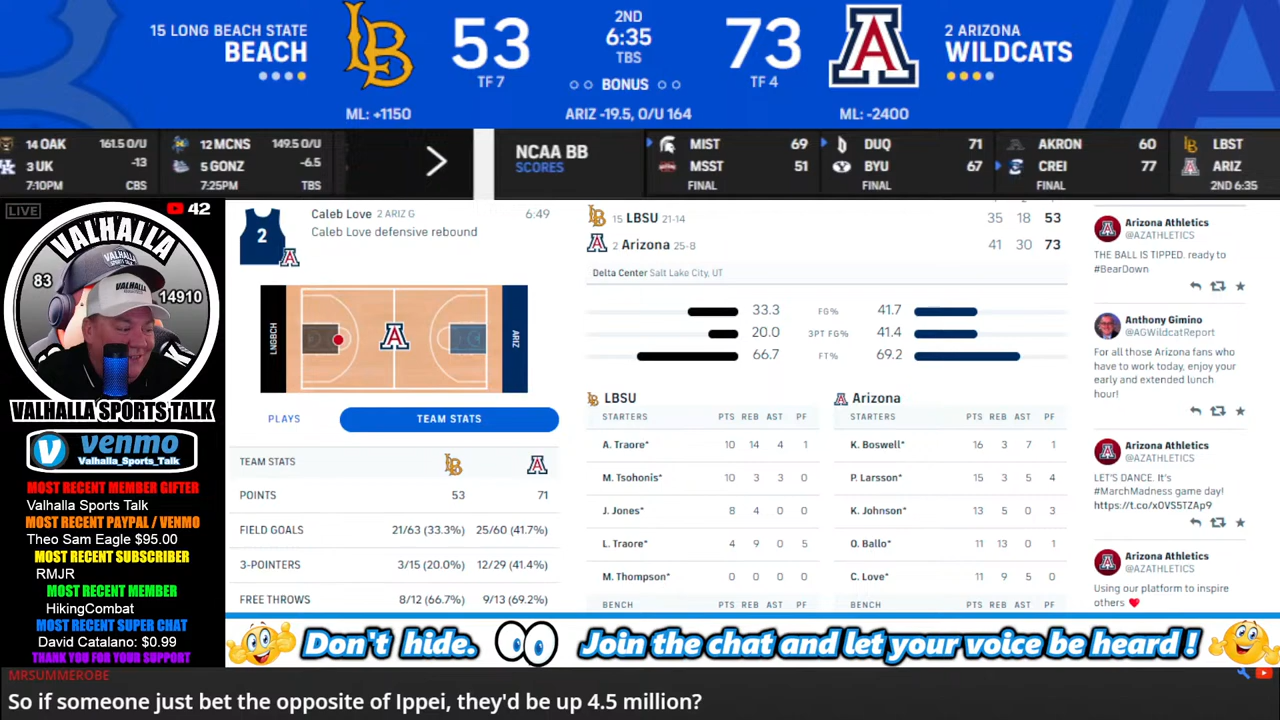 15 LONG BEACH STATE
BEACH
LB
53
TF 7
2ND
6:35
TBS
BONUS
73
TF 4
A
2 ARIZONA
WILDCATS
ML: +1150
ARIZ -19.5, O/U 164
ML: -2400
14 OAK 161.5 O/U
3 UK -13
7:10PM CBS
12 MCNS 149.5 O/U
5 GONZ -6.5
7:25PM TBS
NCAA BB
SCORES
MIST 69
MSST 51
FINAL
DUQ 71
BYU 67
FINAL
AKRON 60
CREI 77
FINAL
LBST
ARIZ
2ND 6:35
LIVE
42
VALHALLA
VALHALLA
83
14910
VALHALLA SPORTS TALK
venmo
Valhalla_Sports_Talk
MOST RECENT MEMBER GIFTER
Valhalla Sports Talk
MOST RECENT PAYPAL / VENMO
Theo Sam Eagle $95.00
MOST RECENT SUBSCRIBER
RMJR
MOST RECENT MEMBER
HikingCombat
MOST RECENT SUPER CHAT
David Catalano: $0.99
THANK YOU FOR YOUR SUPPORT
2
Caleb Love 2 ARIZ G 6:49
Caleb Love defensive rebound
LNGBCH
A
ARIZ
PLAYS
TEAM STATS
TEAM STATS
POINTS 53 71
FIELD GOALS 21/63 (33.3%) 25/60 (41.7%)
3-POINTERS 3/15 (20.0%) 12/29 (41.4%)
FREE THROWS 8/12 (66.7%) 9/13 (69.2%)
15 LBSU 21-14 35 18 53
2 Arizona 25-8 41 30 73
Delta Center Salt Lake City, UT
33.3 FG% 41.7
20.0 3PT FG% 41.4
66.7 FT% 69.2
LBSU
STARTERS PTS REB AST PF
A. Traore* 10 14 4 1
M. Tsohonis* 10 3 3 0
J. Jones* 8 4 0 0
L. Traore* 4 9 0 5
M. Thompson* 0 0 0 0
BENCH PTS REB AST PF
Arizona
STARTERS PTS REB AST PF
K. Boswell* 16 3 7 1
P. Larsson* 15 3 5 4
K. Johnson* 13 5 0 3
O. Ballo* 11 13 0 1
C. Love* 11 9 5 0
BENCH PTS REB AST PF
Arizona Athletics
@AZATHLETICS
THE BALL IS TIPPED. ready to
#BearDown
Anthony Gimino
@AGWildcatReport
For all those Arizona fans who
have to work today, enjoy your
early and extended lunch
hour!
Arizona Athletics
@AZATHLETICS
LET'S DANCE. It's
#MarchMadness game day!
https://t.co/xOVS5TZAp9
Arizona Athletics
@AZATHLETICS
Using our platform to inspire
others
Don't hide.
Join the chat and let your voice be heard !
MRSUMMEROBE
So if someone just bet the opposite of Ippei, they'd be up 4.5 million?